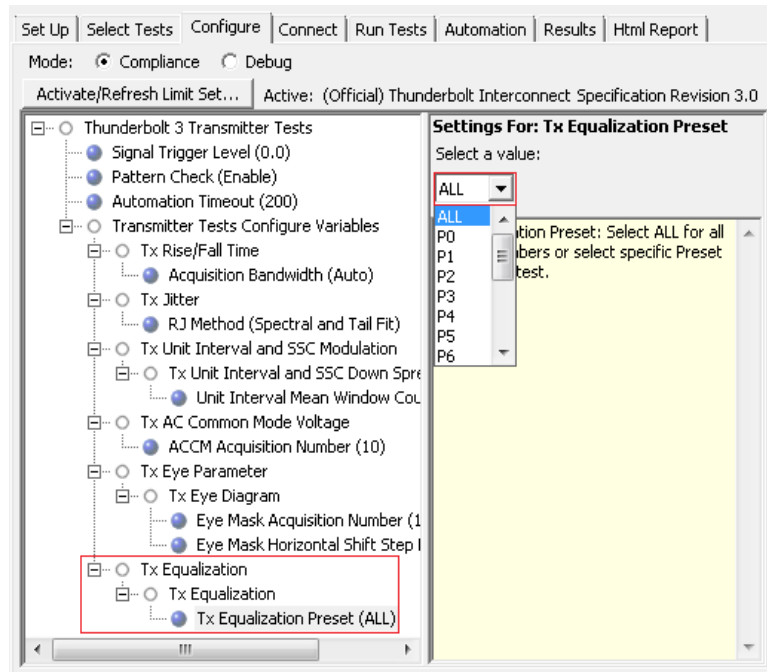 Set Up Select Tests Configure Connect Run Tests Automation Results Html Report
Mode: Compliance Debug
Activate/Refresh Limit Set... Active: (Official) Thunderbolt Interconnect Specification Revision 3.0
Thunderbolt 3 Transmitter Tests
Signal Trigger Level (0.0)
Pattern Check (Enable)
Automation Timeout (200)
Transmitter Tests Configure Variables
Tx Rise/Fall Time
Acquisition Bandwidth (Auto)
Tx Jitter
RJ Method (Spectral and Tail Fit)
Tx Unit Interval and SSC Modulation
Tx Unit Interval and SSC Down Spre
Unit Interval Mean Window Cou
Tx AC Common Mode Voltage
ACCM Acquisition Number (10)
Tx Eye Parameter
Tx Eye Diagram
Eye Mask Acquisition Number (1
Eye Mask Horizontal Shift Step
Tx Equalization
Tx Equalization
Tx Equalization Preset (ALL)
Settings For: Tx Equalization Preset
Select a value:
ALL
ALL
P0
P1
P2
P3
P4
P5
P6
tion Preset: Select ALL for all
bers or select specific Preset
test.